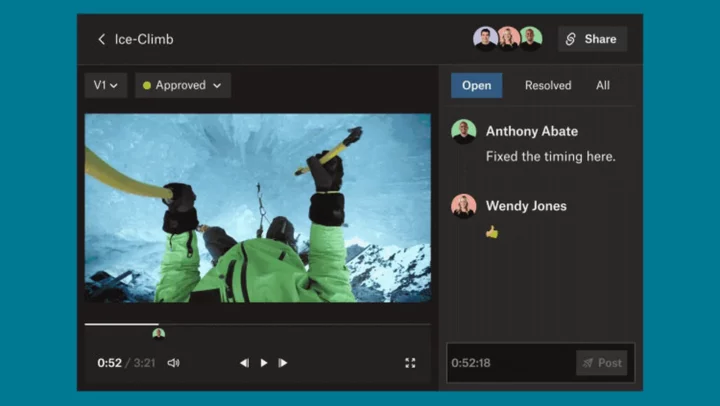 Ice-Climb
Share
V1
Approved
Open Resolved All
Anthony Abate
Fixed the timing here.
Wendy Jones
0:52 / 3:21
0:52:18
Post